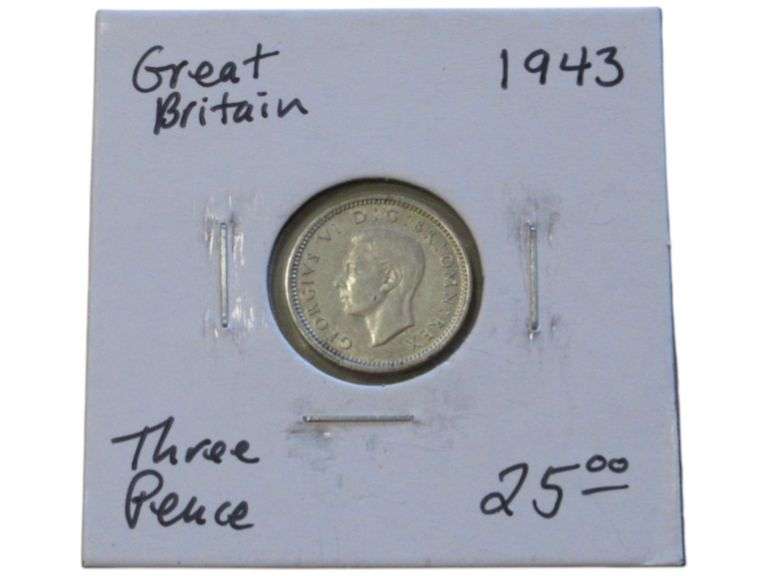 Great
Britain
1943
GEORGIVS VI D:G:BR:OMN:REX
Three
Pence
25.00